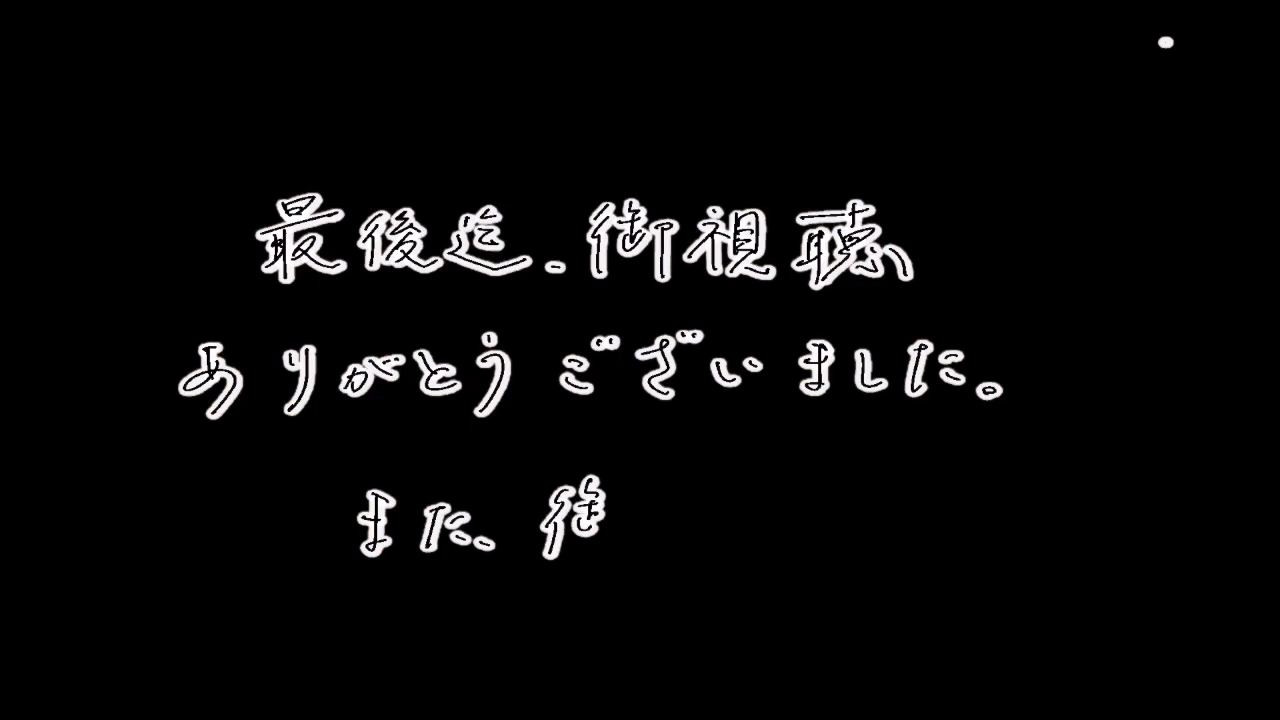 最後迄、御視聴、
ありがとうございました。
また、